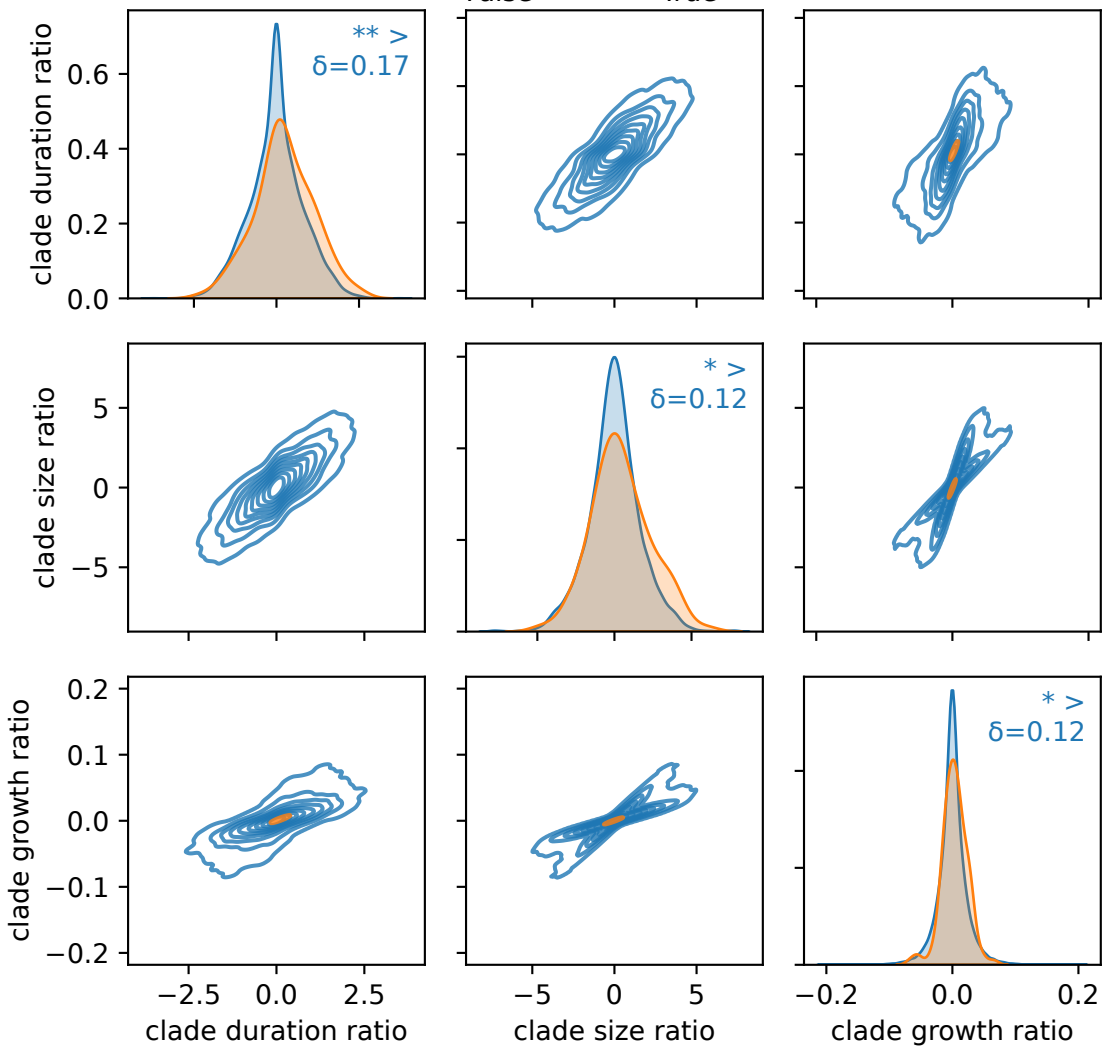 clade duration ratio
0.6
0.4
0.2
0.0
** >
δ=0.17
clade size ratio
5
0
−5
* >
δ=0.12
clade growth ratio
0.2
0.1
0.0
−0.1
−0.2
* >
δ=0.12
−2.5 0.0 2.5
−5 0 5
−0.2 0.0 0.2
clade duration ratio
clade size ratio
clade growth ratio